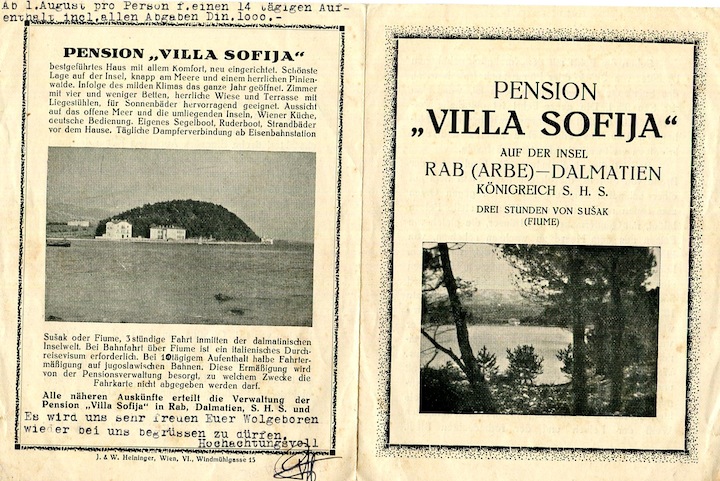 Ab 1.August pro Person f.einen 14 tägigen Auf-
enthalt incl.allen Abgaben Din.1000.-
PENSION „VILLA SOFIJA“
bestgeführtes Haus mit allem Komfort, neu eingerichtet. Schönste
Lage auf der Insel, knapp am Meere und einem herrlichen Pinien-
walde. Infolge des milden Klimas das ganze Jahr geöffnet. Zimmer
mit vier und weniger Betten, herrliche Wiese und Terrasse mit
Liegestühlen, für Sonnenbäder hervorragend geeignet. Aussicht
auf das offene Meer und die umliegenden Inseln, Wiener Küche,
deutsche Bedienung. Eigenes Segelboot, Ruderboot, Strandbäder
vor dem Hause. Tägliche Dampferverbindung ab Eisenbahnstation
Sušak oder Fiume, 3 stündige Fahrt inmitten der dalmatinischen
Inselwelt. Bei Bahnfahrt über Fiume ist ein italienisches Durch-
reisevisum erforderlich. Bei 10tägigem Aufenthalt halbe Fahrter-
mäßigung auf jugoslawischen Bahnen. Diese Ermäßigung wird
von der Pensionsverwaltung besorgt, zu welchem Zwecke die
Fahrkarte nicht abgegeben werden darf.
Alle näheren Auskünfte erteilt die Verwaltung der
Pension „Villa Sofija“ in Rab, Dalmatien, S. H. S. und
Es wird uns sehr freuen Euer Wolgeboren
wieder bei uns begrüssen zu dürfen.
Hochachtungsvoll
J. & W. Heininger, Wien, VI., Windmühlgasse 15
PENSION
„VILLA SOFIJA“
AUF DER INSEL
RAB (ARBE)—DALMATIEN
KÖNIGREICH S. H. S.
DREI STUNDEN VON SUŠAK
(FIUME)